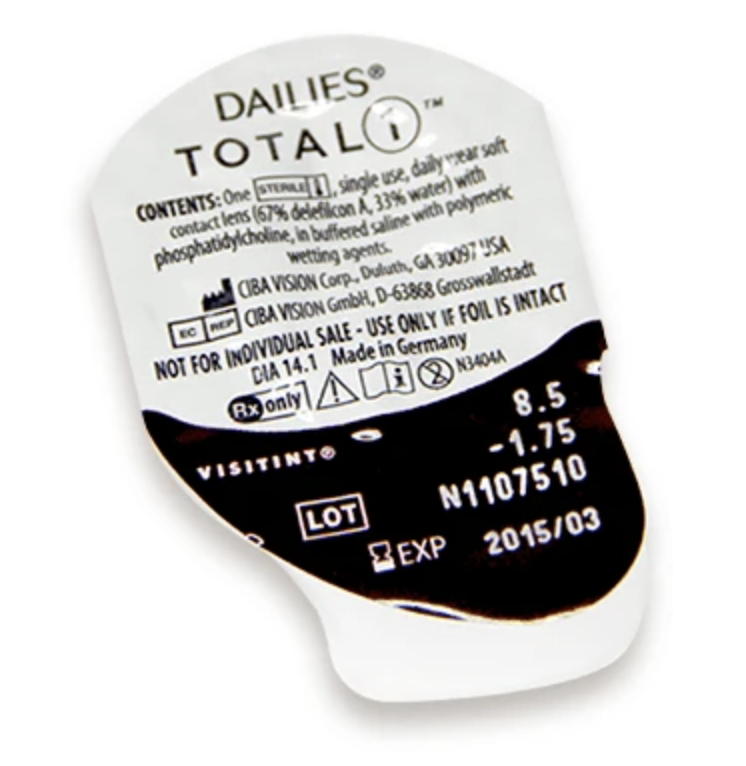 DAILIES®
TOTAL1™
CONTENTS: One STERILE, single use, daily wear soft
contact lens (67% delefilcon A, 33% water) with
phosphatidylcholine, in buffered saline with polymeric
wetting agents.
CIBA VISION Corp., Duluth, GA 30097 USA
EC REP CIBA VISION GmbH, D-63868 Grosswallstadt
NOT FOR INDIVIDUAL SALE - USE ONLY IF FOIL IS INTACT
DIA 14.1 Made in Germany
Rx only N3404A
8.5
-1.75
VISITINT®
N1107510
LOT
EXP 2015/03